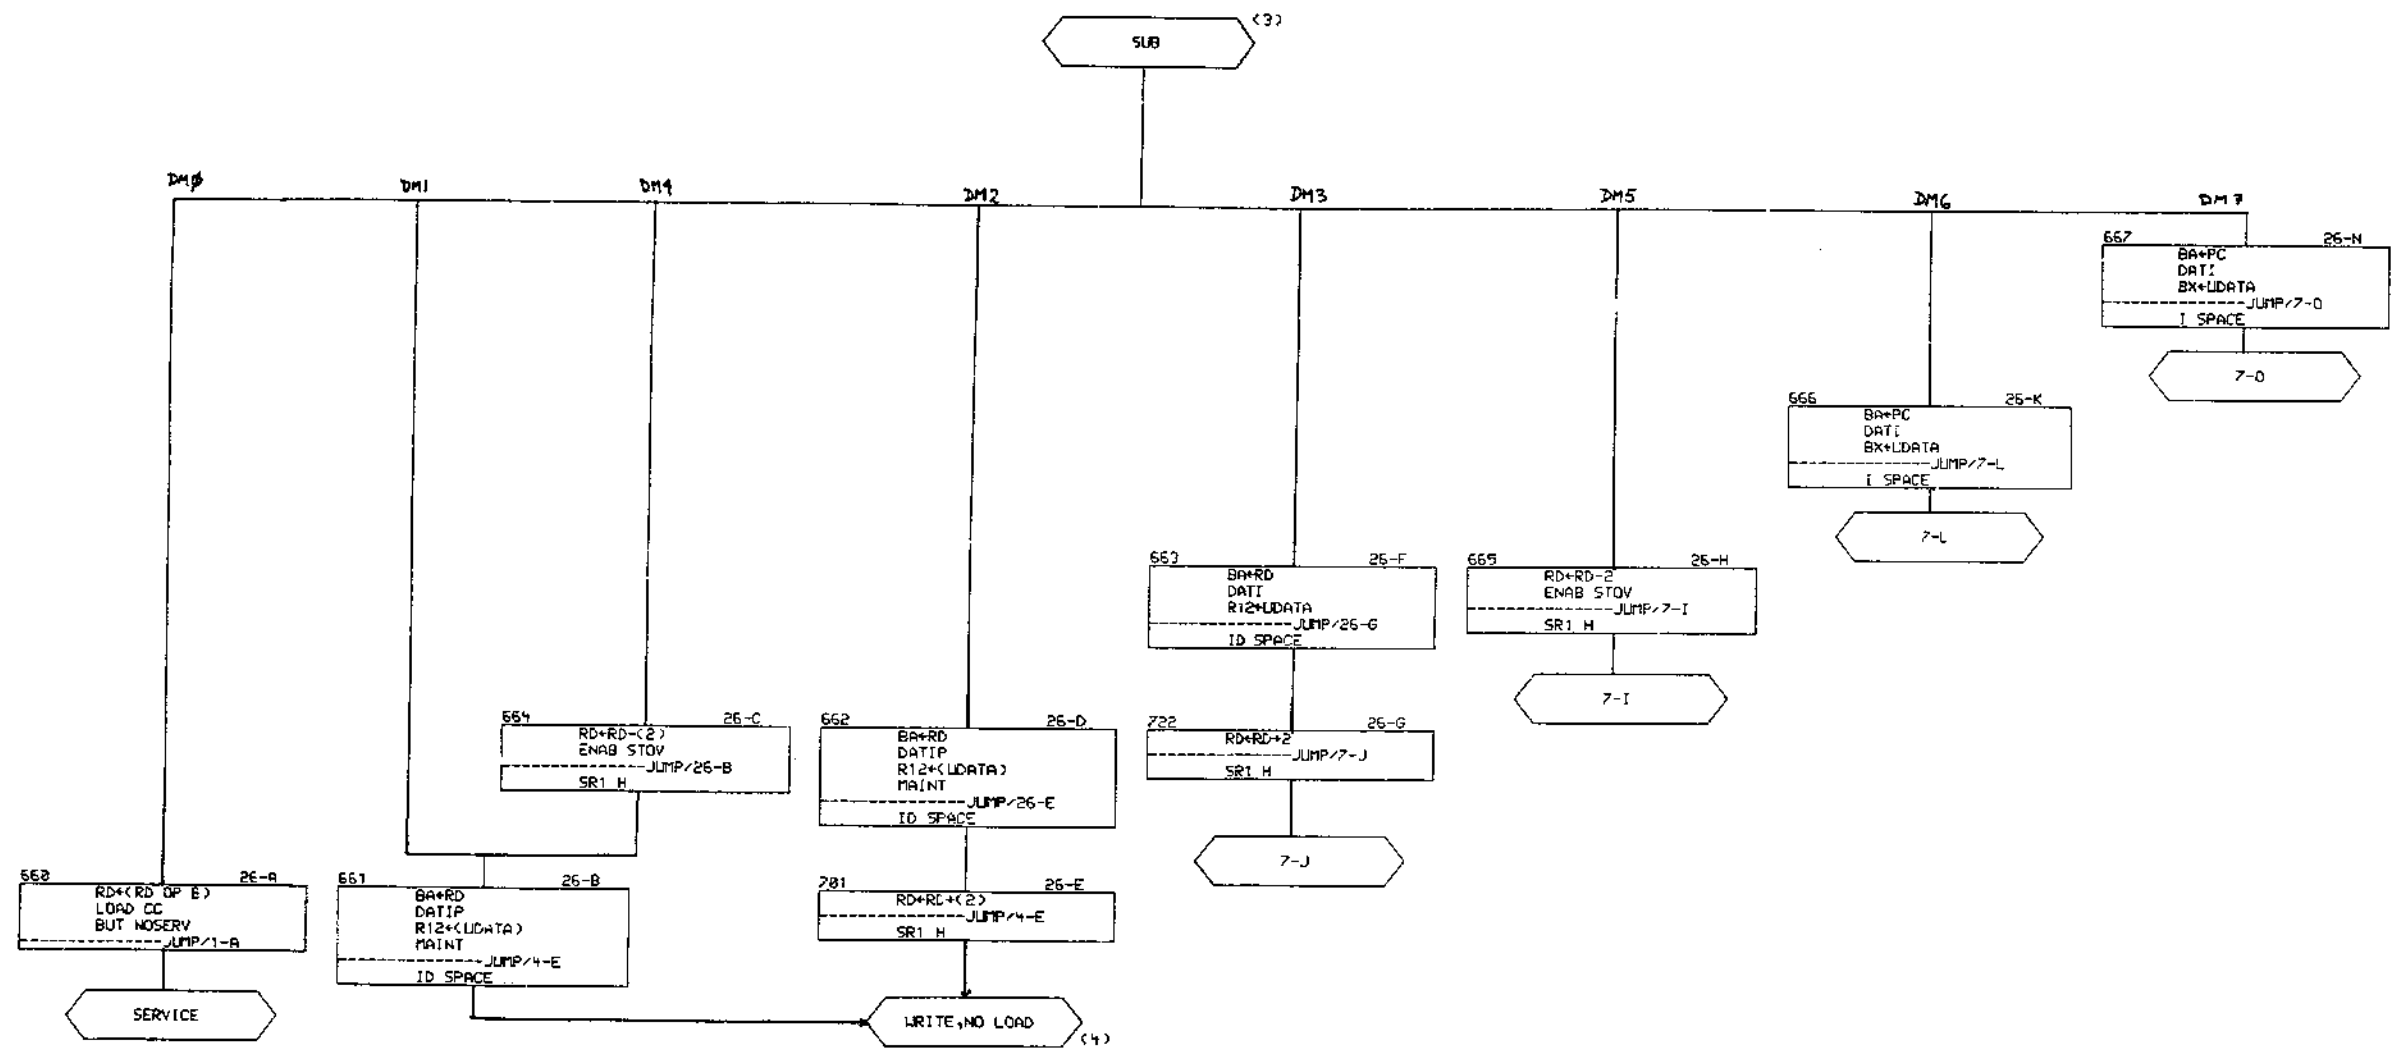 (3)
SUB
DMØ
DM1
DM4
DM2
DM3
DM5
DM6
DM7
667 26-N
BA←PC
DATI
BX←UDATA
--------------JUMP/7-O
I SPACE
7-O
666 26-K
BA←PC
DATI
BX←UDATA
--------------JUMP/7-L
I SPACE
7-L
663 26-F
BA←RD
DATI
R12←UDATA
--------------JUMP/26-G
ID SPACE
665 26-H
RD←RD-2
ENAB STOV
--------------JUMP/7-I
SR1 H
7-I
664 26-C
RD←RD-(2)
ENAB STOV
--------------JUMP/26-B
SR1 H
662 26-D
BA←RD
DATIP
R12←(UDATA)
MAINT
--------------JUMP/26-E
ID SPACE
722 26-G
RD←RD+2
--------------JUMP/7-J
SR1 H
7-J
660 26-A
RD←(RD OP B)
LOAD CC
BUT NOSERV
--------------JUMP/1-A
SERVICE
661 26-B
BA←RD
DATIP
R12←(UDATA)
MAINT
--------------JUMP/4-E
ID SPACE
701 26-E
RD←RD+(2)
--------------JUMP/4-E
SR1 H
WRITE,NO LOAD
(4)